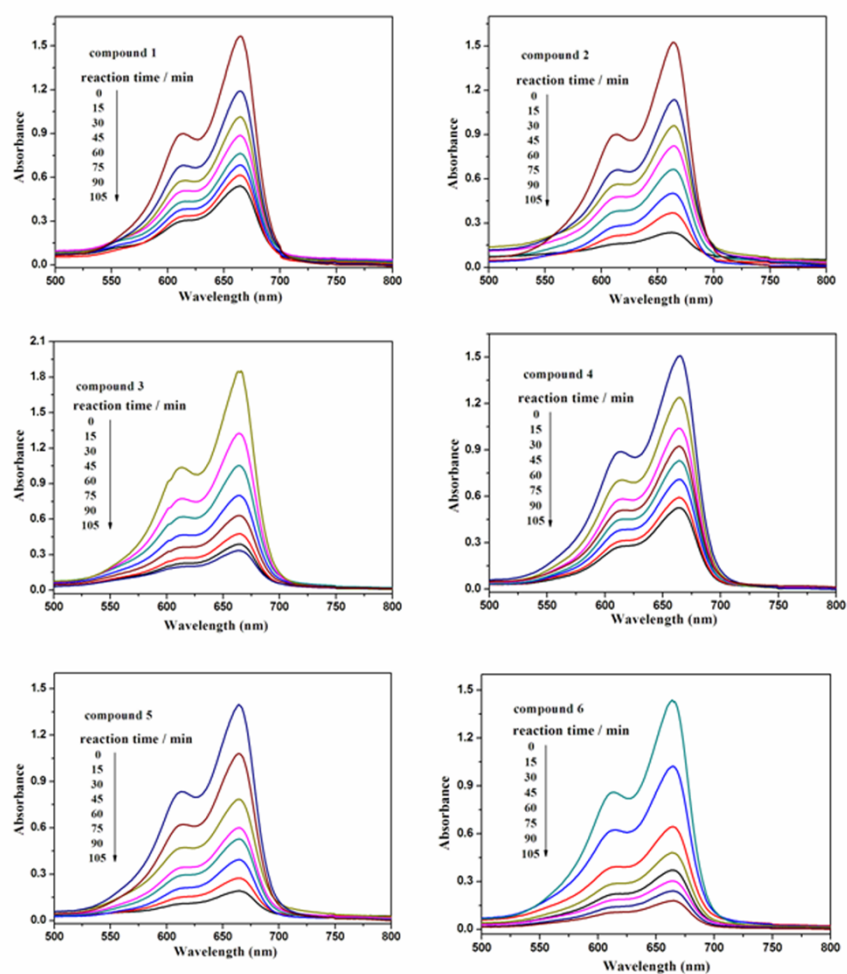 compound 1
reaction time / min
0
15
30
45
60
75
90
105
1.5
1.2
0.9
0.6
0.3
0.0
Absorbance
500 550 600 650 700 750 800
Wavelength (nm)
compound 2
reaction time / min
0
15
30
45
60
75
90
105
1.5
1.2
0.9
0.6
0.3
0.0
Absorbance
500 550 600 650 700 750 800
Wavelength (nm)
compound 3
reaction time / min
0
15
30
45
60
75
90
105
2.1
1.8
1.5
1.2
0.9
0.6
0.3
0.0
Absorbance
500 550 600 650 700 750 800
Wavelength (nm)
compound 4
reaction time / min
0
15
30
45
60
75
90
105
1.5
1.2
0.9
0.6
0.3
0.0
Absorbance
500 550 600 650 700 750 800
Wavelength (nm)
compound 5
reaction time / min
0
15
30
45
60
75
90
105
1.5
1.2
0.9
0.6
0.3
0.0
Absorbance
500 550 600 650 700 750 800
Wavelength (nm)
compound 6
reaction time / min
0
15
30
45
60
75
90
105
1.5
1.2
0.9
0.6
0.3
0.0
Absorbance
500 550 600 650 700 750 800
Wavelength (nm)